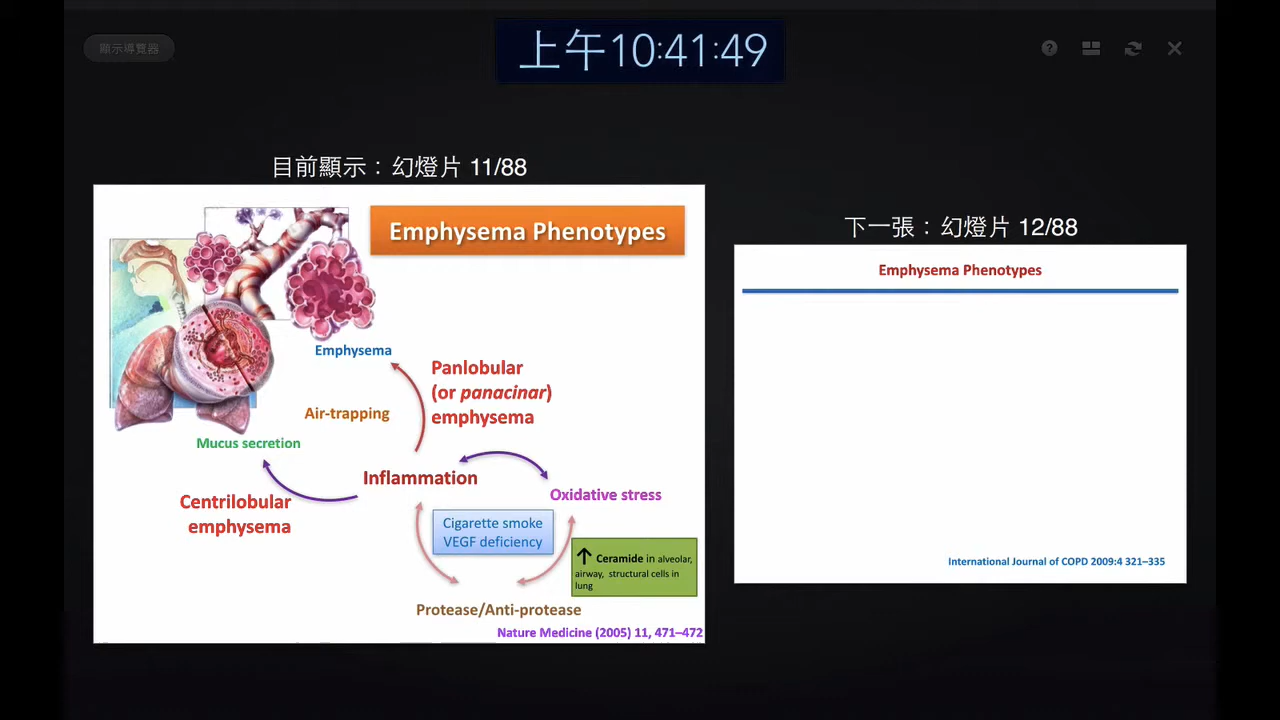 顯示導覽器
上午10:41:49
目前顯示：幻燈片 11/88
Emphysema Phenotypes
Emphysema
Panlobular
(or panacinar)
emphysema
Air-trapping
Mucus secretion
Inflammation
Centrilobular
emphysema
Oxidative stress
Cigarette smoke
VEGF deficiency
↑ Ceramide in alveolar,
airway, structural cells in
lung
Protease/Anti-protease
Nature Medicine (2005) 11, 471–472
下一張：幻燈片 12/88
Emphysema Phenotypes
International Journal of COPD 2009:4 321–335